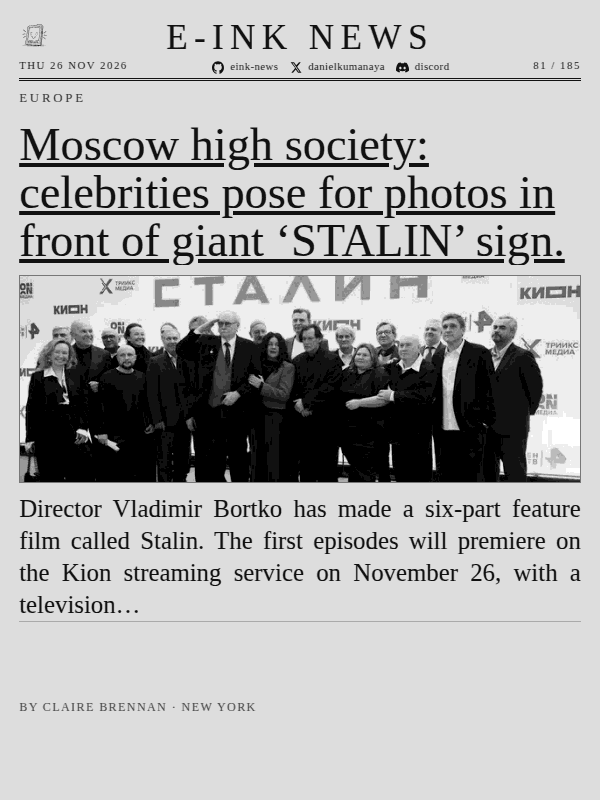 E-INK NEWS
THU 26 NOV 2026
eink-news
danielkumanaya
discord
81 / 185
EUROPE
Moscow high society:
celebrities pose for photos in
front of giant ‘STALIN’ sign.
СТАЛИН
ТРИИКС
МЕДИА
КИОН
КИОН
ТРИИКС
МЕДИА
Director Vladimir Bortko has made a six-part feature
film called Stalin. The first episodes will premiere on
the Kion streaming service on November 26, with a
television…
BY CLAIRE BRENNAN · NEW YORK